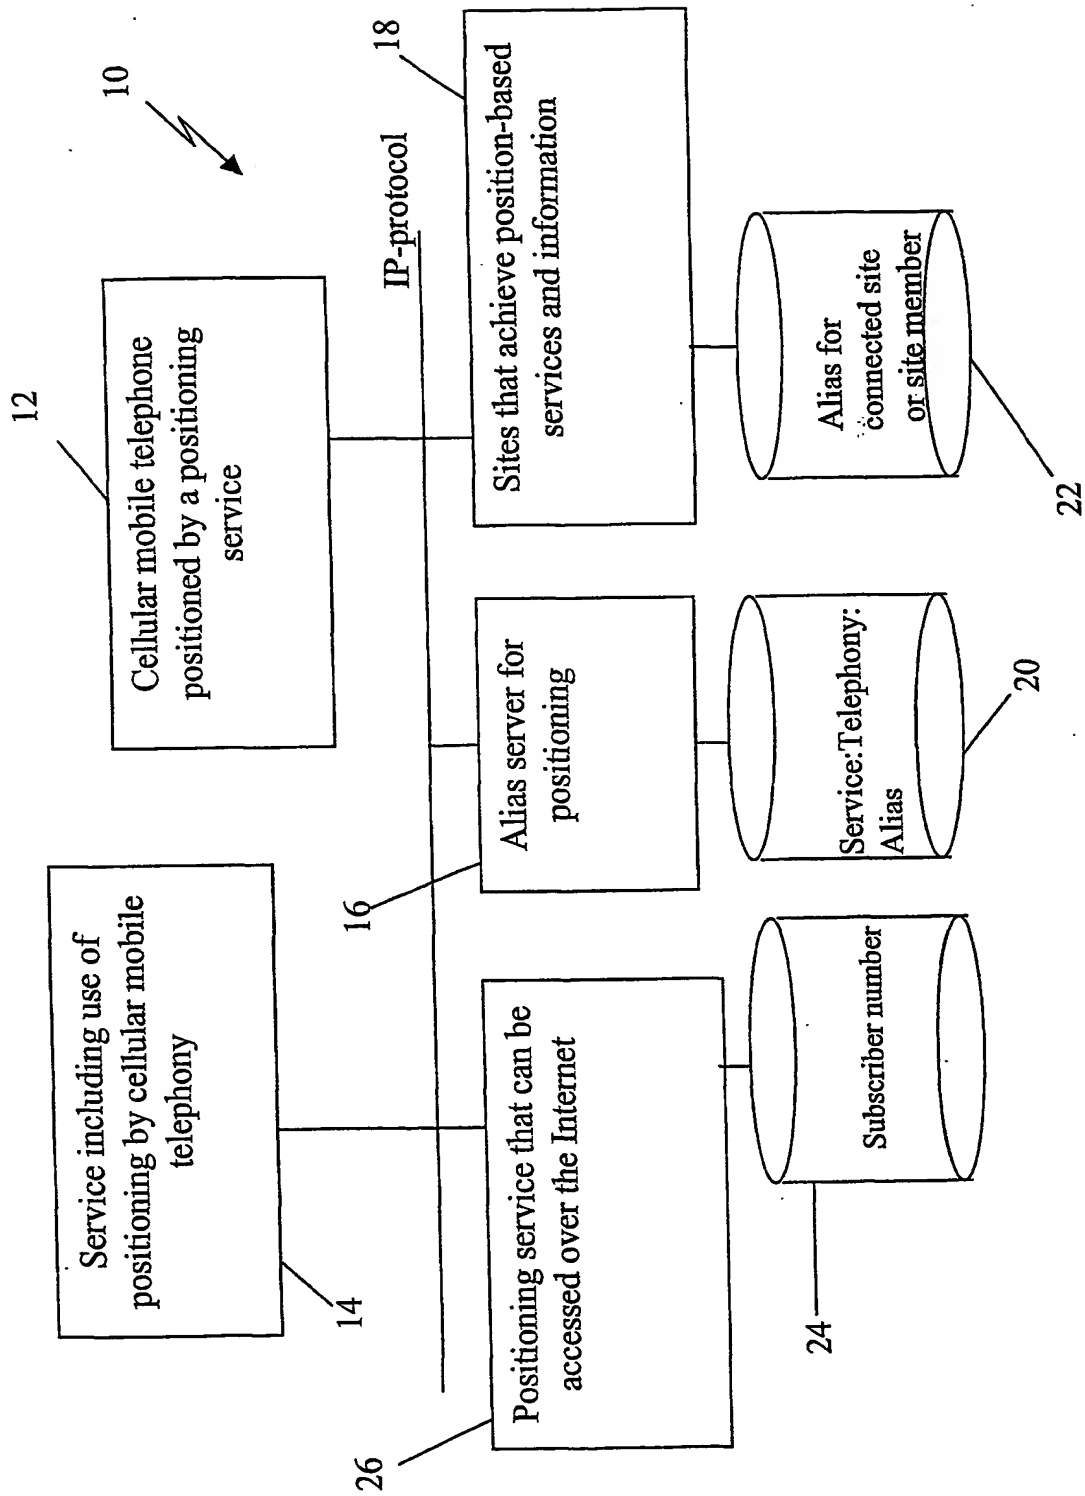 10
12
Cellular mobile telephone
positioned by a positioning
service
14
Service including use of
positioning by cellular mobile
telephony
IP-protocol
26
Positioning service that can be
accessed over the Internet
16
Alias server for
positioning
18
Sites that achieve position-based
services and information
24
Subscriber number
20
Service:Telephony:
Alias
22
Alias for
connected site
or site member